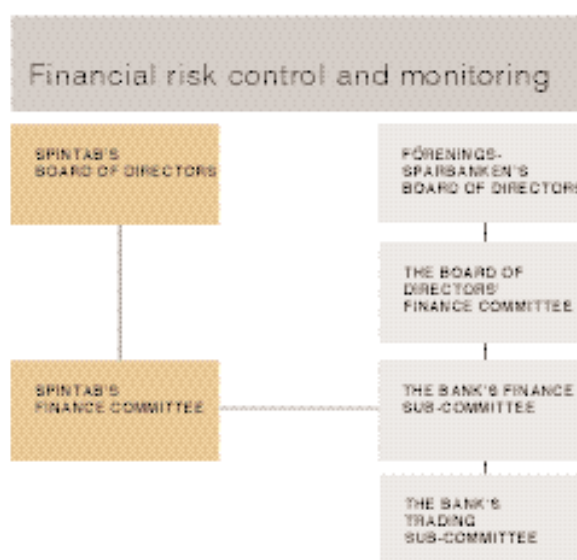 Financial risk control and monitoring
SPINTAB'S
BOARD OF DIRECTORS
FÖRENINGS-
SPARBANKEN'S
BOARD OF DIRECTORS
THE BOARD OF
DIRECTORS'
FINANCE COMMITTEE
SPINTAB'S
FINANCE COMMITTEE
THE BANK'S FINANCE
SUB-COMMITTEE
THE BANK'S
TRADING
SUB-COMMITTEE